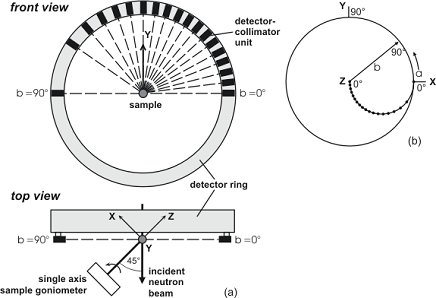 front view
detector-
collimator
unit
Y
b=90°
b=0°
sample
detector ring
top view
X
Z
b=90°
b=0°
Y
45°
single axis
sample goniometer
incident
neutron
beam
(a)
Y
90°
90°
b
a
Z
0°
0°
X
(b)